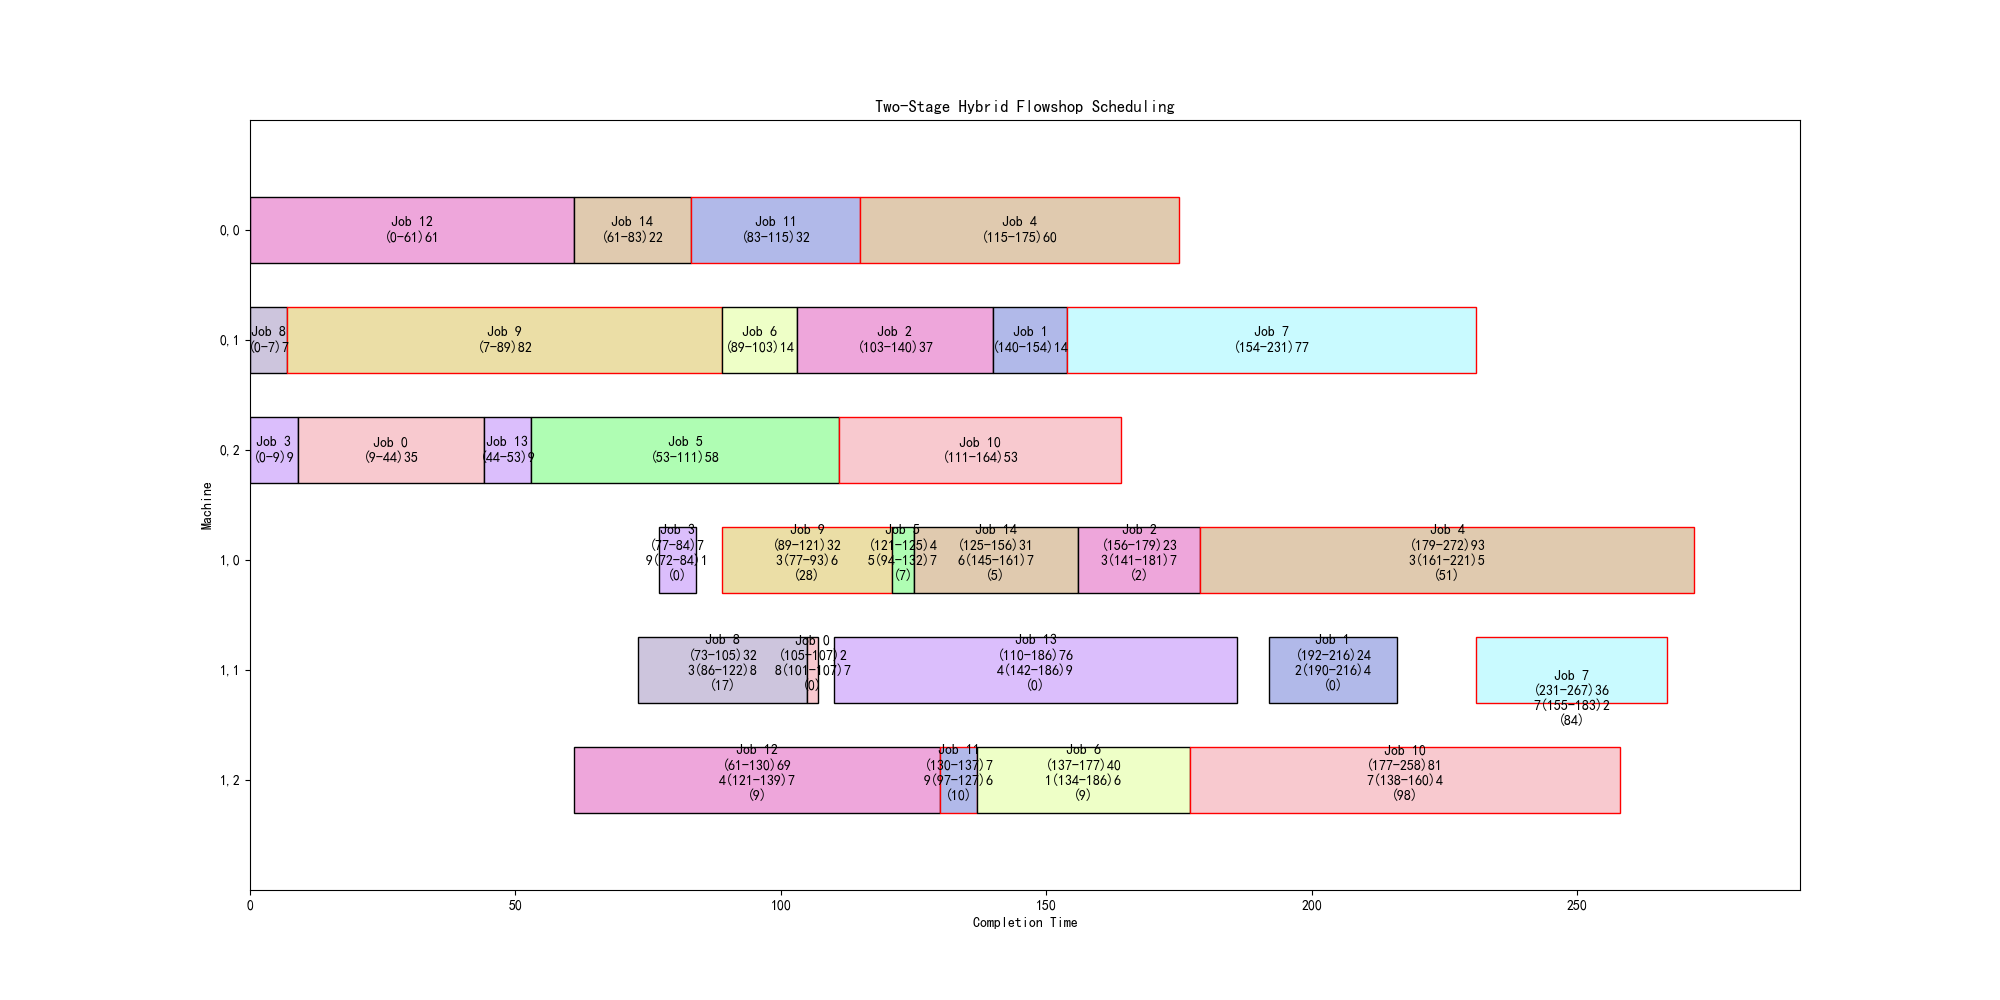 Two-Stage Hybrid Flowshop Scheduling
0,0
Job 12
(0-61)61
Job 14
(61-83)22
Job 11
(83-115)32
Job 4
(115-175)60
0,1
Job 8
(0-7)7
Job 9
(7-89)82
Job 6
(89-103)14
Job 2
(103-140)37
Job 1
(140-154)14
Job 7
(154-231)77
0,2
Job 3
(0-9)9
Job 0
(9-44)35
Job 13
(44-53)9
Job 5
(53-111)58
Job 10
(111-164)53
Machine
1,0
Job 3
(77-84)7
9(72-84)1
(0)
Job 9
(89-121)32
3(77-93)6
(28)
Job 5
(121-125)4
5(94-132)7
(7)
Job 14
(125-156)31
6(145-161)7
(5)
Job 2
(156-179)23
3(141-181)7
(2)
Job 4
(179-272)93
3(161-221)5
(51)
1,1
Job 8
(73-105)32
3(86-122)8
(17)
Job 0
(105-107)2
8(101-107)7
(0)
Job 13
(110-186)76
4(142-186)9
(0)
Job 1
(192-216)24
2(190-216)4
(0)
Job 7
(231-267)36
7(155-183)2
(84)
1,2
Job 12
(61-130)69
4(121-139)7
(9)
Job 11
(130-137)7
9(97-127)6
(10)
Job 6
(137-177)40
1(134-186)6
(9)
Job 10
(177-258)81
7(138-160)4
(98)
0 50 100 150 200 250
Completion Time